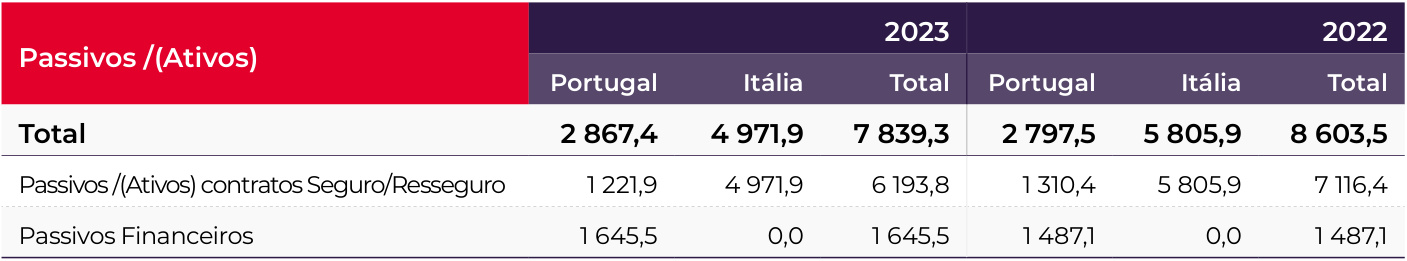 Passivos /(Ativos) 2023 2022
Portugal Itália Total Portugal Itália Total
Total 2 867,4 4 971,9 7 839,3 2 797,5 5 805,9 8 603,5
Passivos /(Ativos) contratos Seguro/Resseguro 1 221,9 4 971,9 6 193,8 1 310,4 5 805,9 7 116,4
Passivos Financeiros 1 645,5 0,0 1 645,5 1 487,1 0,0 1 487,1